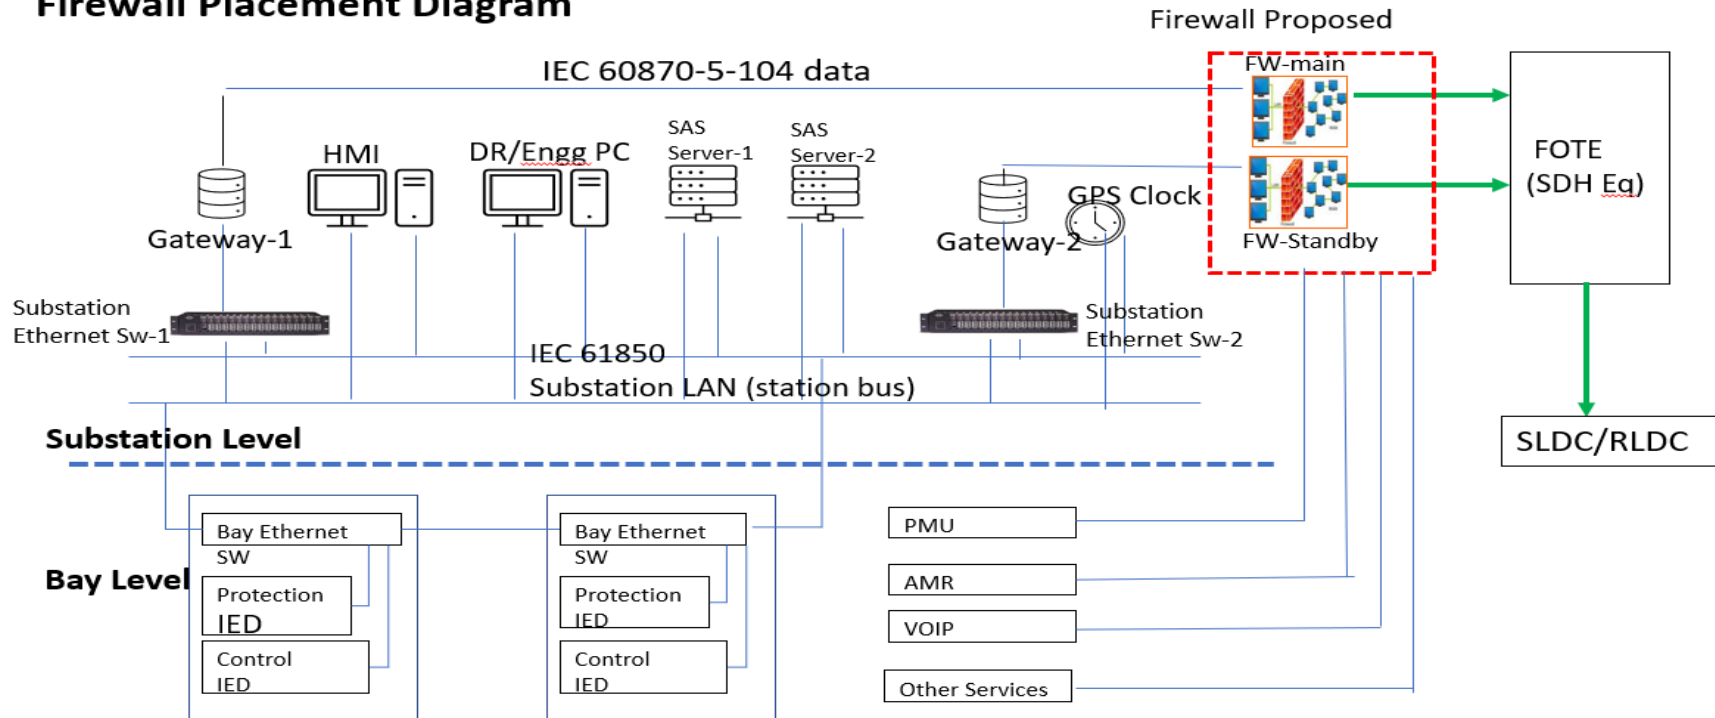 Firewall Placement Diagram
Firewall Proposed
IEC 60870-5-104 data
FW-main
SAS
Server-1
SAS
Server-2
HMI
DR/Engg PC
FOTE
(SDH Eq)
GPS Clock
Gateway-1
Gateway-2
FW-Standby
Substation
Ethernet Sw-1
Substation
Ethernet Sw-2
IEC 61850
Substation LAN (station bus)
Substation Level
SLDC/RLDC
Bay Ethernet
SW
Bay Ethernet
SW
PMU
Bay Level
Protection
IED
Protection
IED
AMR
VOIP
Control
IED
Control
IED
Other Services